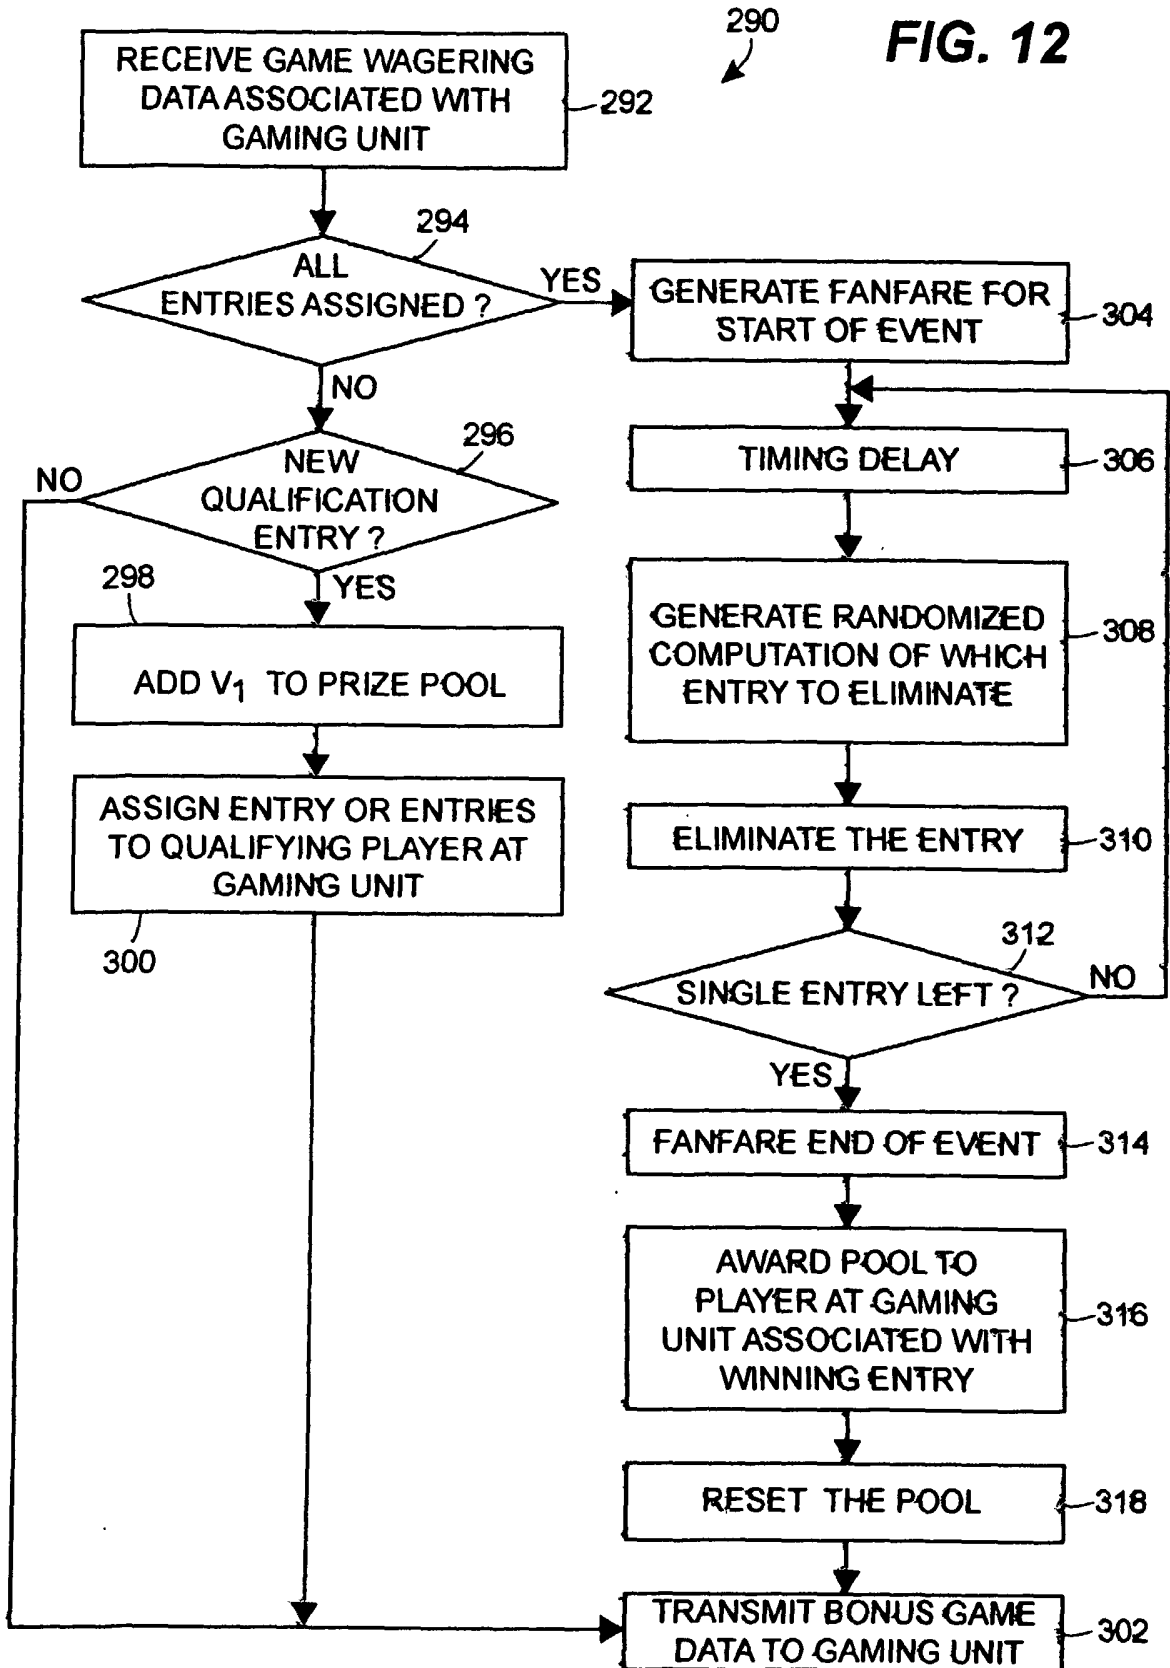 290
FIG. 12
RECEIVE GAME WAGERING
DATA ASSOCIATED WITH
GAMING UNIT
292
294
ALL
ENTRIES ASSIGNED ?
YES
NO
296
NEW
QUALIFICATION
ENTRY ?
NO
YES
298
ADD V1 TO PRIZE POOL
ASSIGN ENTRY OR ENTRIES
TO QUALIFYING PLAYER AT
GAMING UNIT
300
GENERATE FANFARE FOR
START OF EVENT
304
TIMING DELAY
306
GENERATE RANDOMIZED
COMPUTATION OF WHICH
ENTRY TO ELIMINATE
308
ELIMINATE THE ENTRY
310
312
SINGLE ENTRY LEFT ?
NO
YES
FANFARE END OF EVENT
314
AWARD POOL TO
PLAYER AT GAMING
UNIT ASSOCIATED WITH
WINNING ENTRY
316
RESET THE POOL
318
TRANSMIT BONUS GAME
DATA TO GAMING UNIT
302